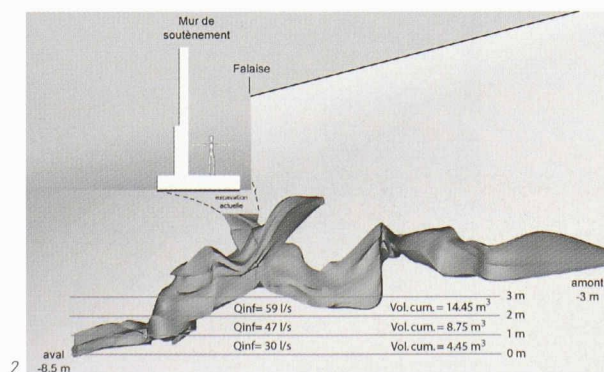 Mur de
soutènement
Falaise
excavation
actuelle
amont
-3 m
3 m
Qinf= 59 l/s Vol. cum. = 14.45 m³
2 m
Qinf= 47 l/s Vol. cum. = 8.75 m³
1 m
Qinf= 30 l/s Vol. cum. = 4.45 m³
0 m
aval
-8.5 m
2